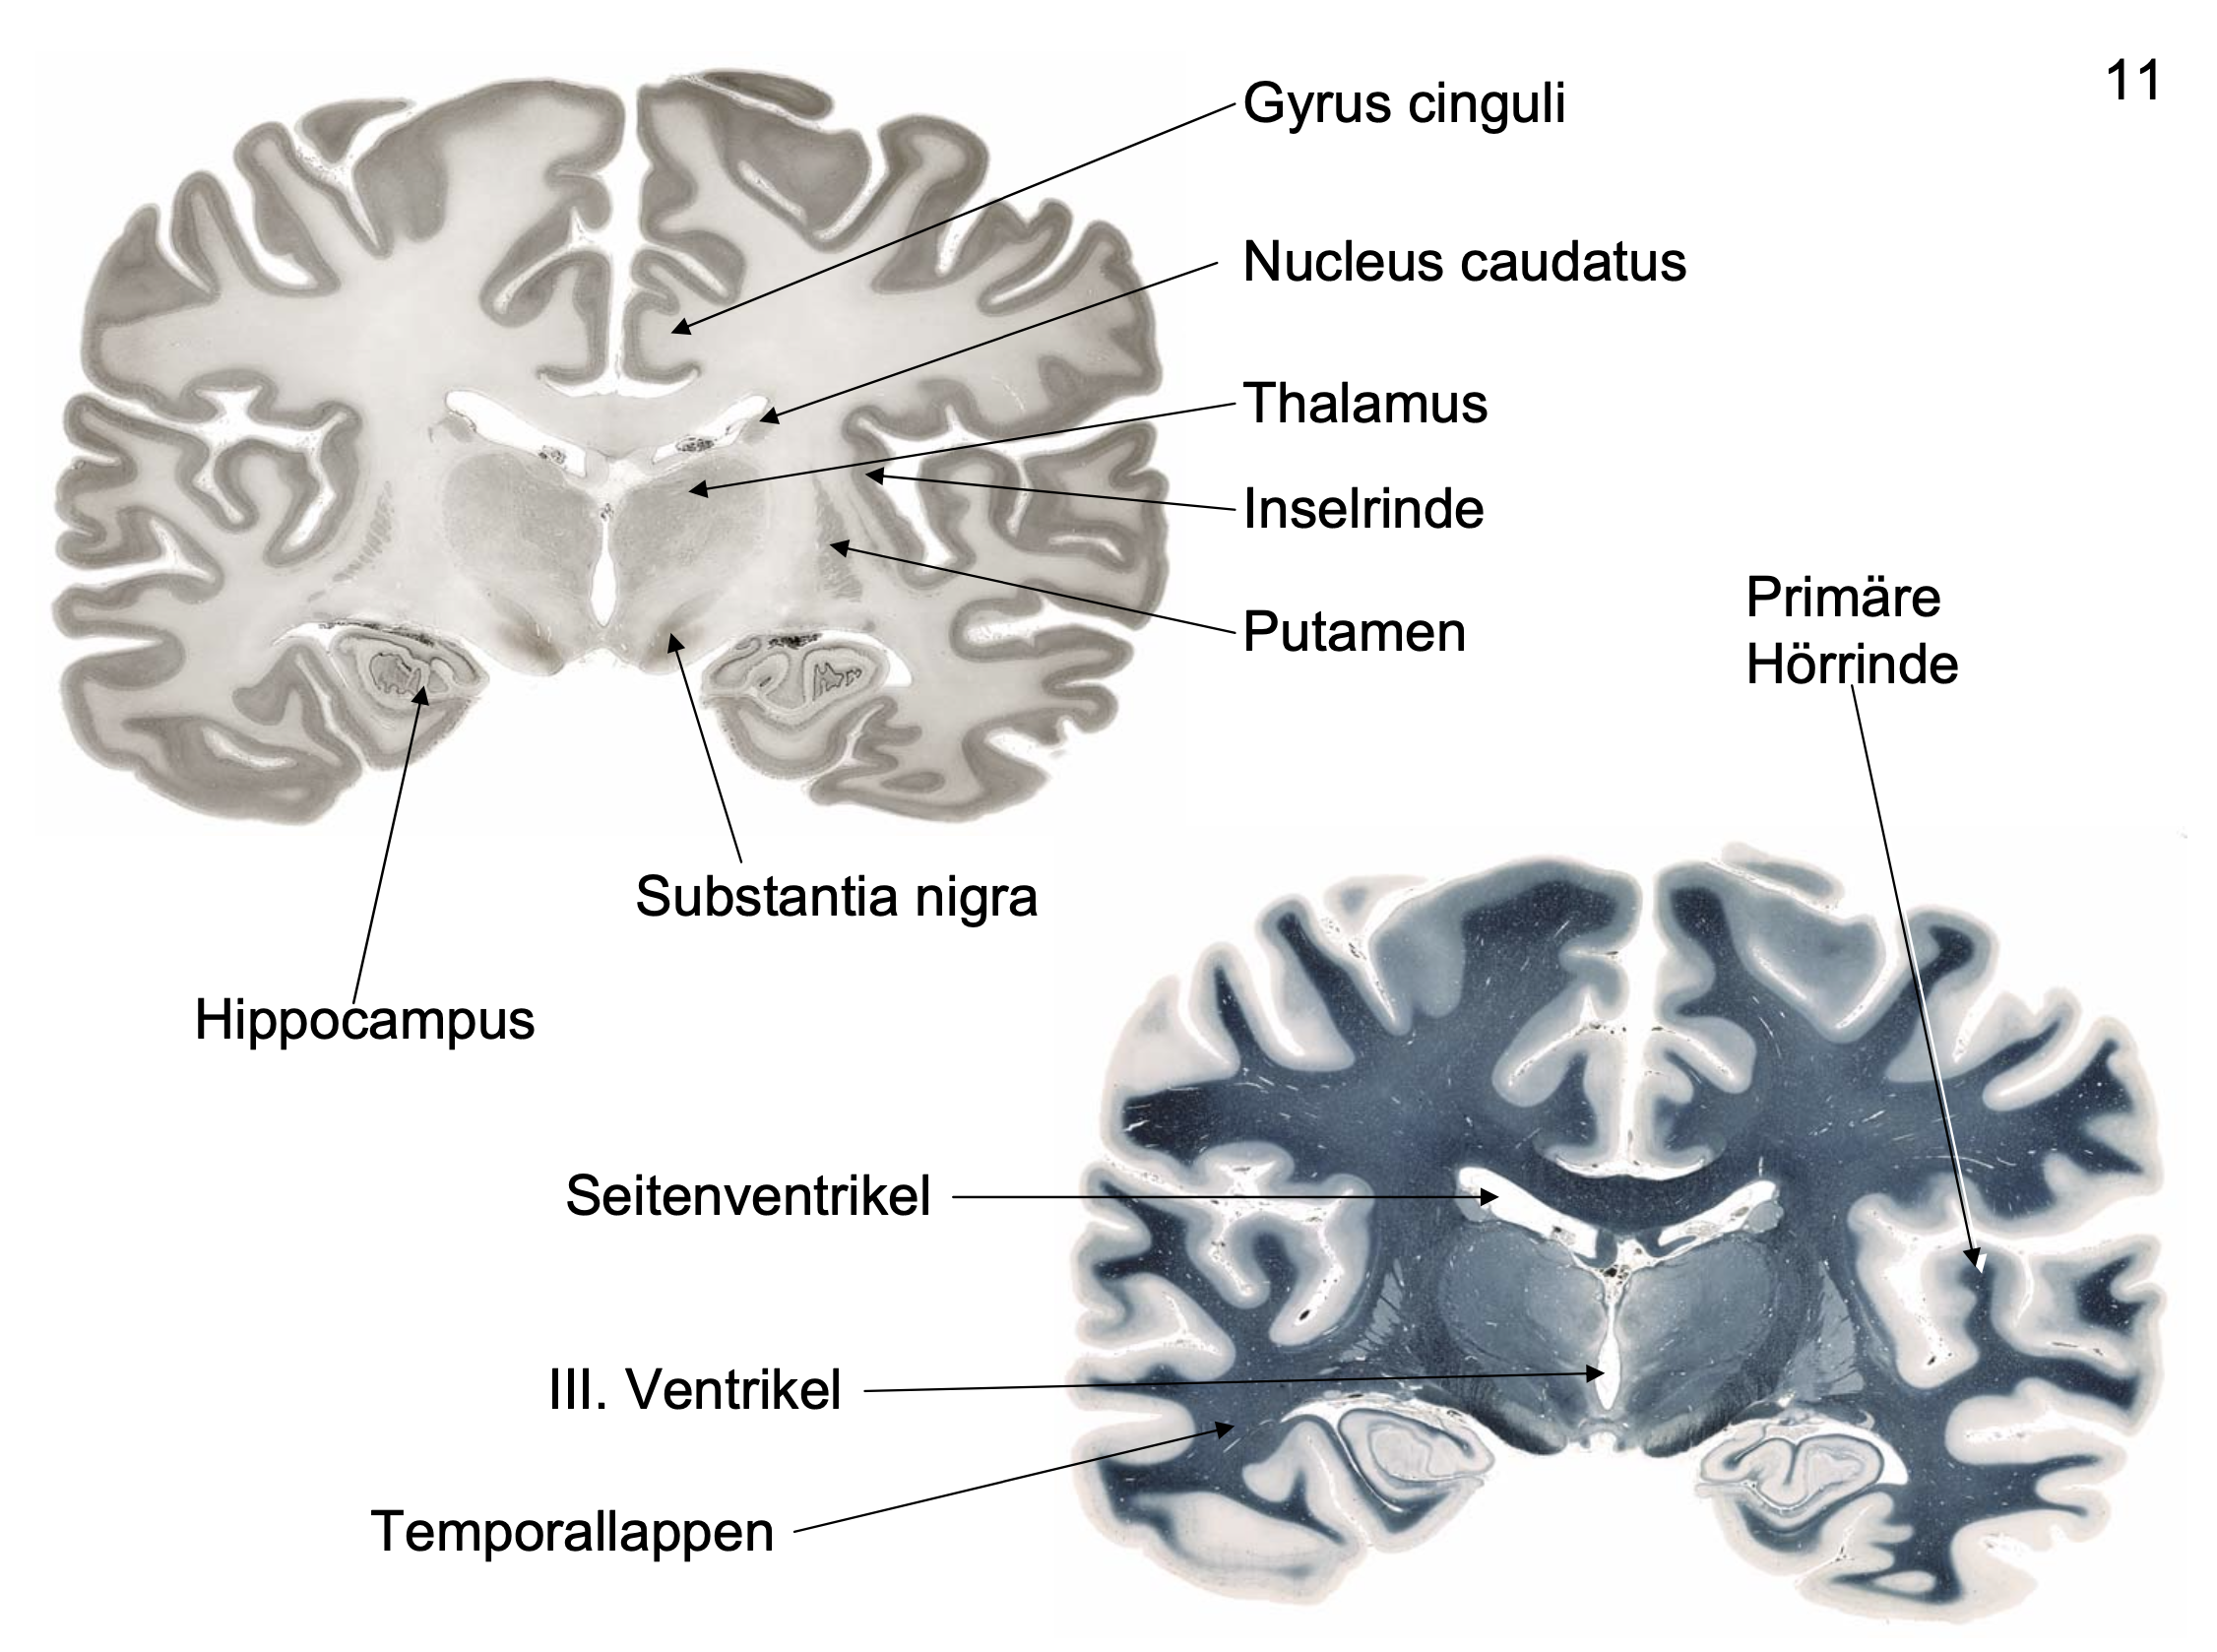 11
Gyrus cinguli
Nucleus caudatus
Thalamus
Inselrinde
Putamen
Primäre
Hörrinde
Substantia nigra
Hippocampus
Seitenventrikel
III. Ventrikel
Temporallappen